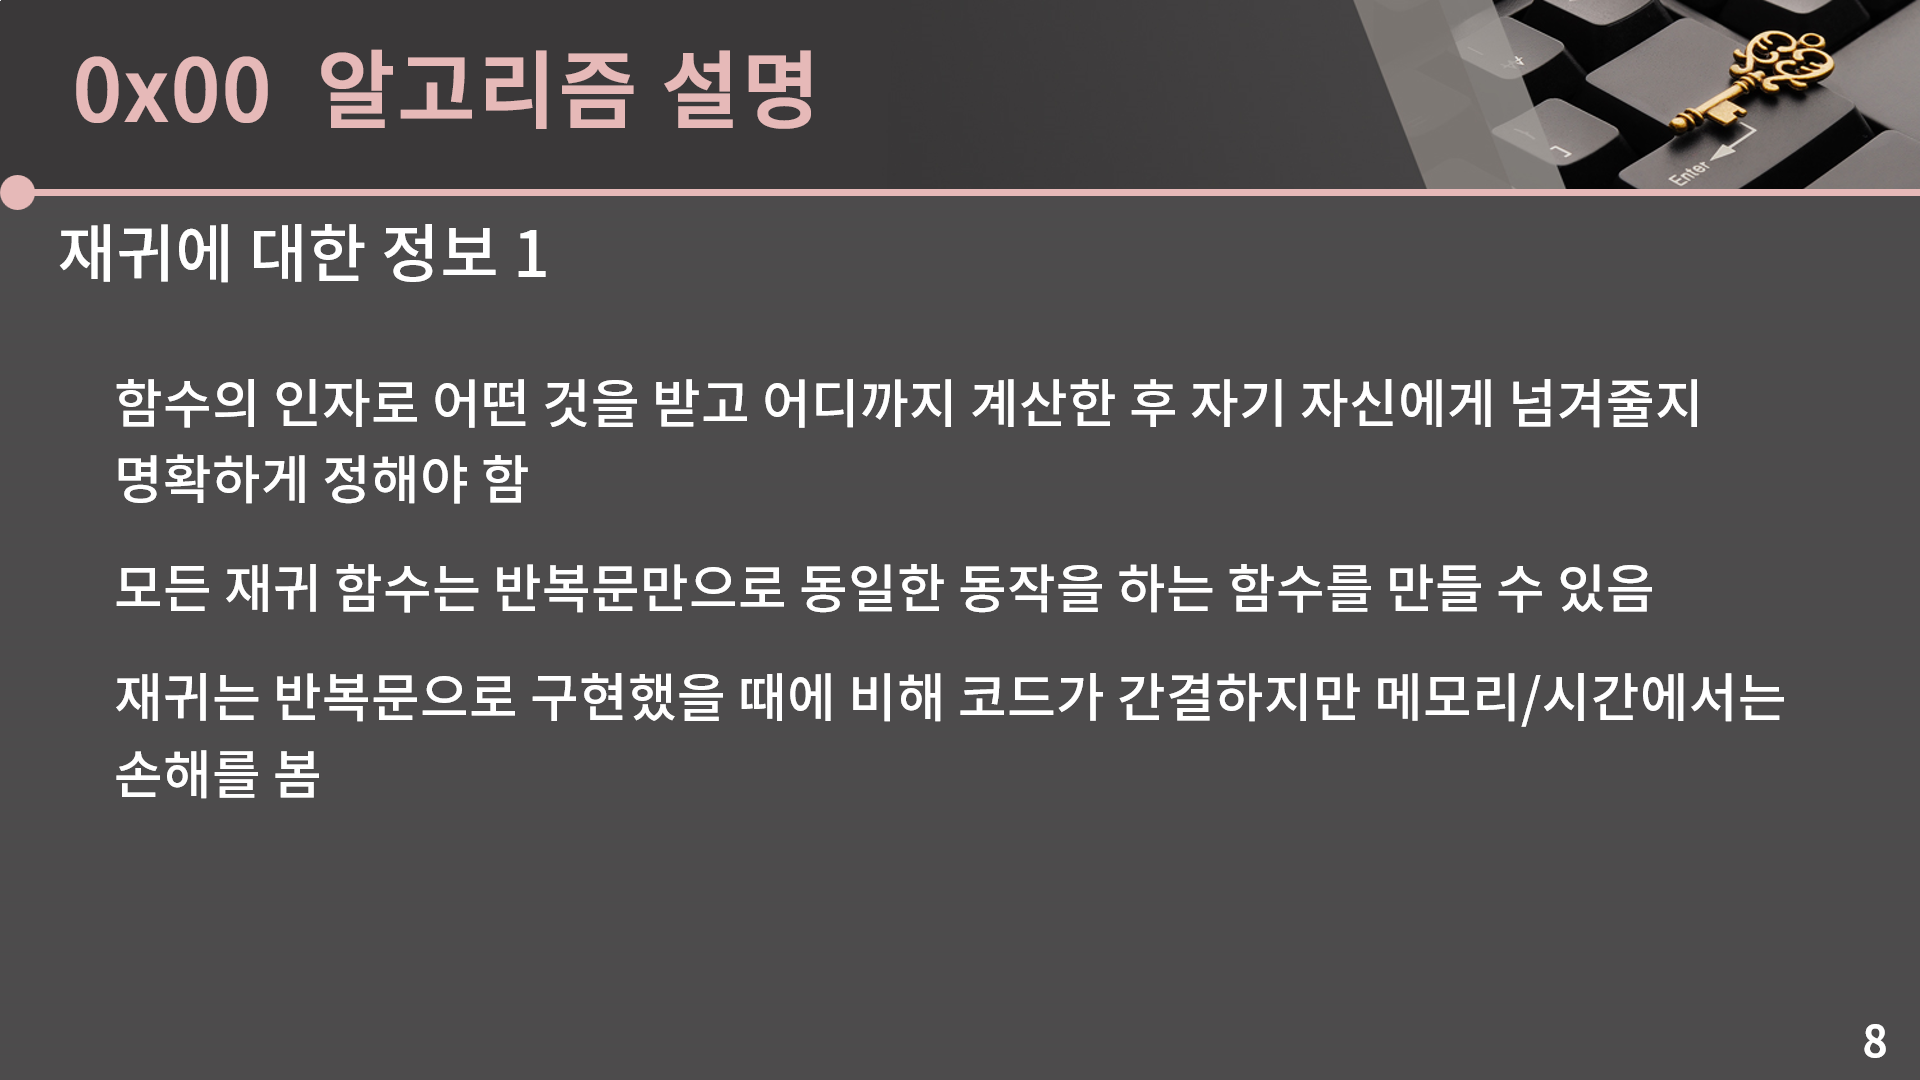 0x00 알고리즘 설명
Enter
재귀에 대한 정보 1
함수의 인자로 어떤 것을 받고 어디까지 계산한 후 자기 자신에게 넘겨줄지
명확하게 정해야 함
모든 재귀 함수는 반복문만으로 동일한 동작을 하는 함수를 만들 수 있음
재귀는 반복문으로 구현했을 때에 비해 코드가 간결하지만 메모리/시간에서는
손해를 봄
8